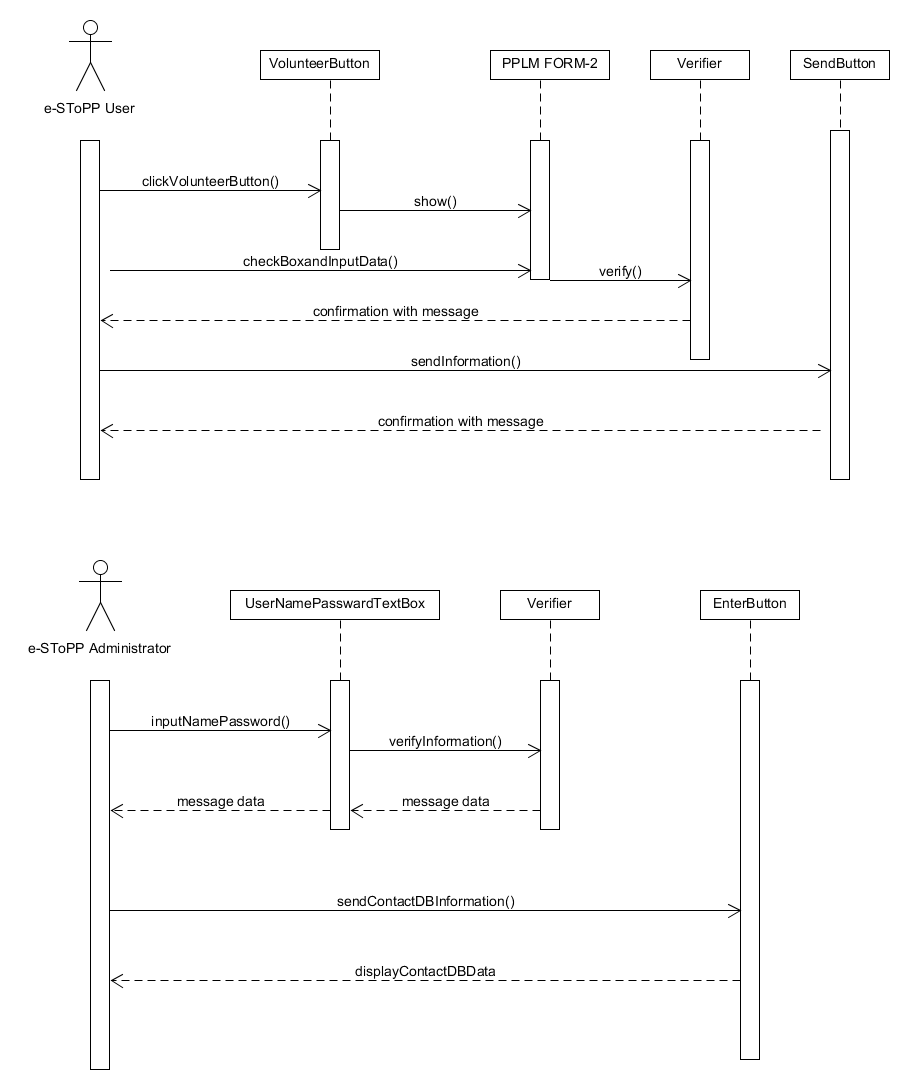 VolunteerButton
PPLM FORM-2
Verifier
SendButton
e-SToPP User
clickVolunteerButton()
show()
checkBoxandInputData()
verify()
confirmation with message
sendInformation()
confirmation with message
UserNamePasswardTextBox
Verifier
EnterButton
e-SToPP Administrator
inputNamePassword()
verifyInformation()
message data
message data
sendContactDBInformation()
displayContactDBData